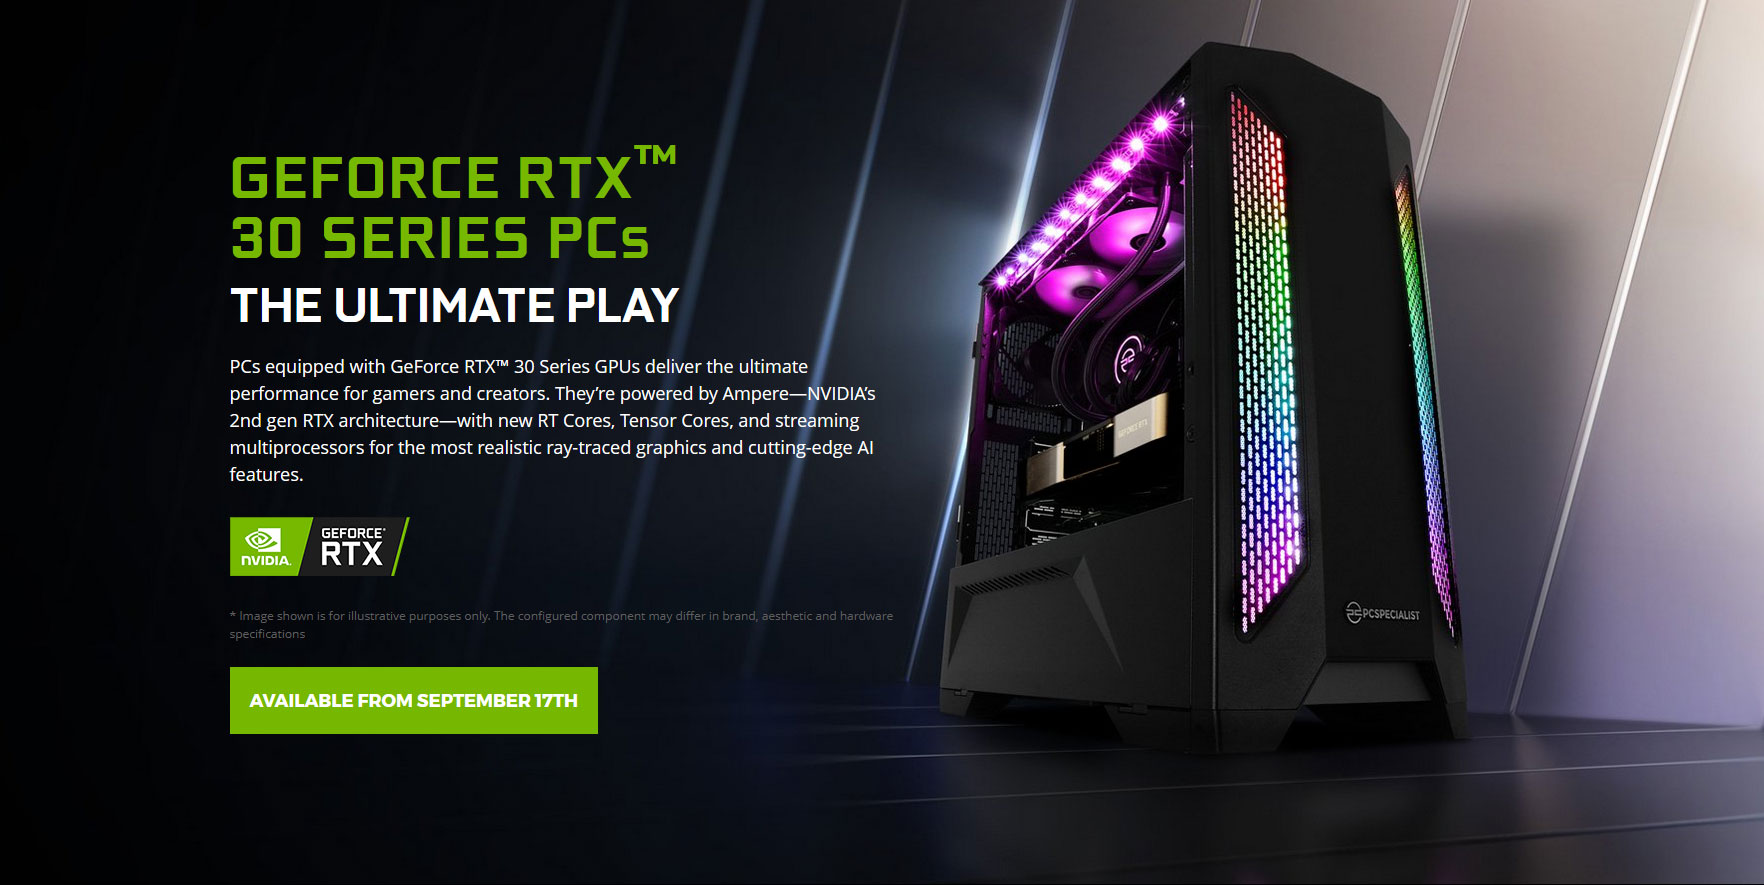 GEFORCE RTX™
30 SERIES PCs
THE ULTIMATE PLAY
PCs equipped with GeForce RTX™ 30 Series GPUs deliver the ultimate
performance for gamers and creators. They’re powered by Ampere—NVIDIA’s
2nd gen RTX architecture—with new RT Cores, Tensor Cores, and streaming
multiprocessors for the most realistic ray-traced graphics and cutting-edge AI
features.
NVIDIA.
GEFORCE®
RTX
* Image shown is for illustrative purposes only. The configured component may differ in brand, aesthetic and hardware
specifications
AVAILABLE FROM SEPTEMBER 17TH
GEFORCE RTX
PCSPECIALIST